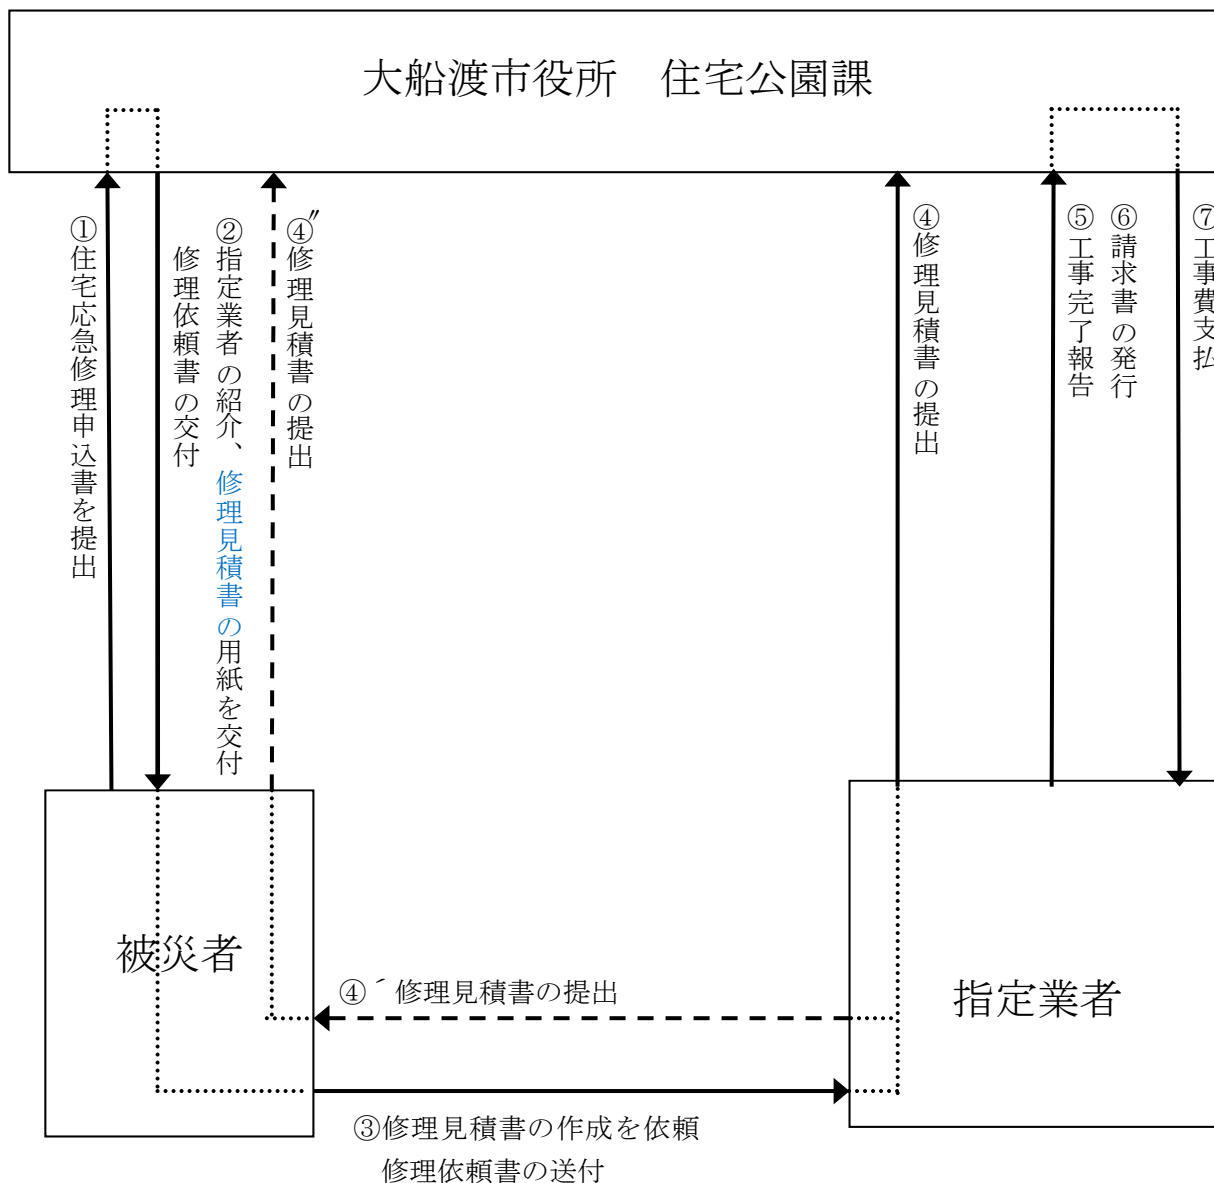 大船渡市役所　住宅公園課
①住宅応急修理申込書を提出
②指定業者の紹介、修理見積書の用紙を交付
修理依頼書の交付
④″修理見積書の提出
④修理見積書の提出
⑤工事完了報告
⑥請求書の発行
⑦工事費支払
被災者
指定業者
④´修理見積書の提出
③修理見積書の作成を依頼
修理依頼書の送付